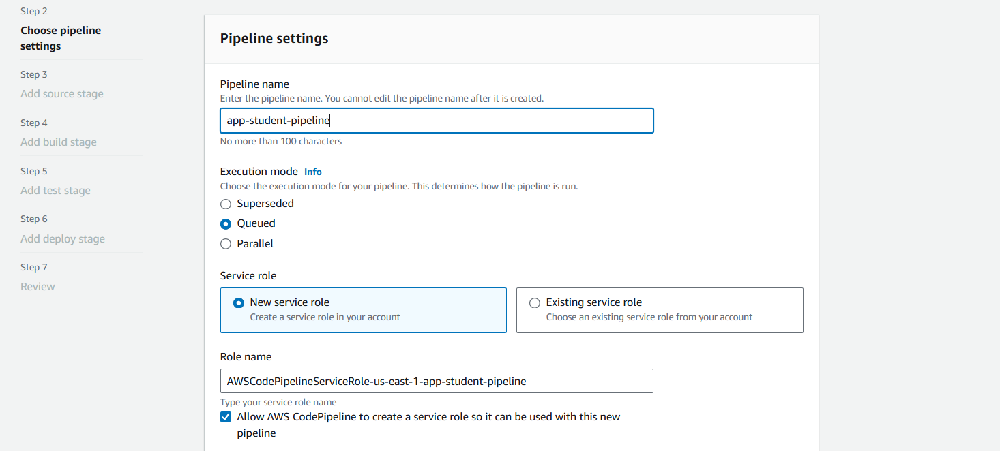 Step 2
Choose pipeline
settings
Step 3
Add source stage
Step 4
Add build stage
Step 5
Add test stage
Step 6
Add deploy stage
Step 7
Review
Pipeline settings
Pipeline name
Enter the pipeline name. You cannot edit the pipeline name after it is created.
app-student-pipeline
No more than 100 characters
Execution mode Info
Choose the execution mode for your pipeline. This determines how the pipeline is run.
Superseded
Queued
Parallel
Service role
New service role
Create a service role in your account
Existing service role
Choose an existing service role from your account
Role name
AWSCodePipelineServiceRole-us-east-1-app-student-pipeline
Type your service role name
Allow AWS CodePipeline to create a service role so it can be used with this new
pipeline